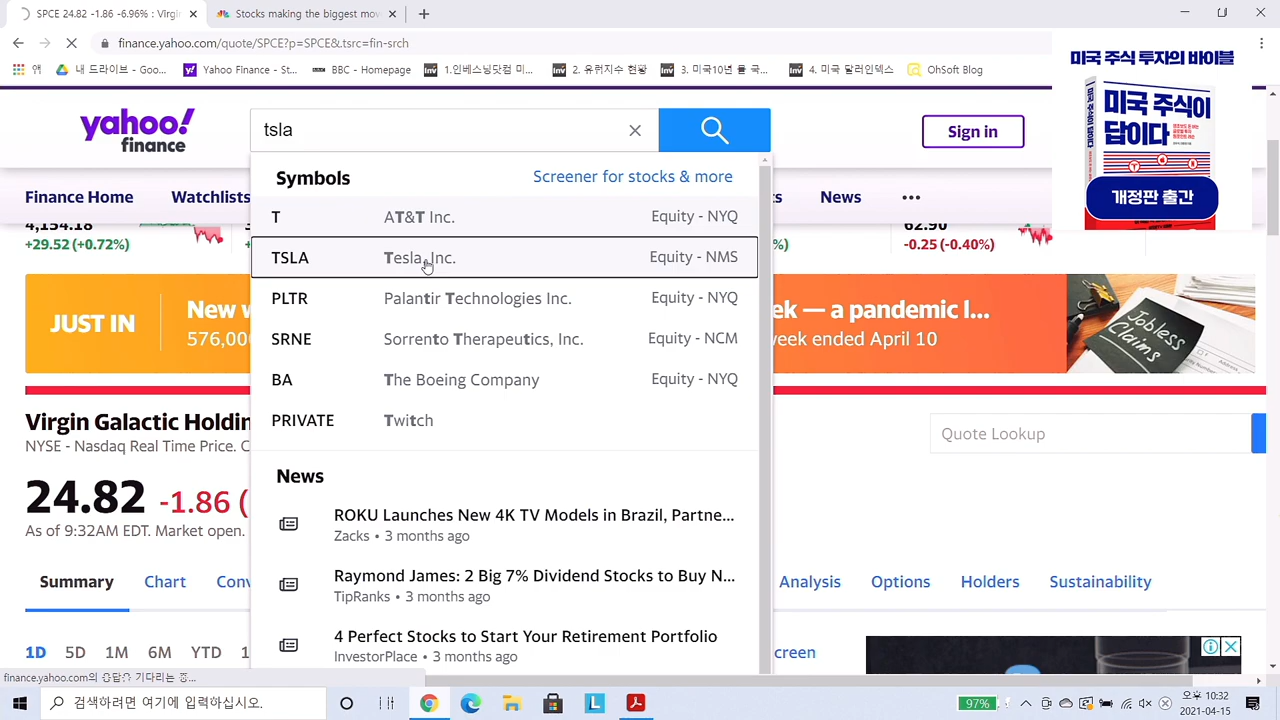 SPCE 24.82 -1.86 -6.96% : Virgin
Stocks making the biggest mov
finance.yahoo.com/quote/SPCE?p=SPCE&tsrc=fin-srch
앱
내 드라이브 - Goo...
Yahoo Finance - St...
BBC - Homepage
1.인베스팅닷컴 미...
2. 유럽지수 현황
3. 미국10년 물 국...
4. 미국 달러인덱스
OhSoft Blog
미국 주식 투자의 바이블
미국 주식이
답이다
개정판 출간
yahoo!
finance
tsla
Sign in
Finance Home
Watchlists
News
4,154.18
+29.52 (+0.72%)
62.90
-0.25 (-0.40%)
Symbols
Screener for stocks & more
T AT&T Inc. Equity - NYQ
TSLA Tesla, Inc. Equity - NMS
PLTR Palantir Technologies Inc. Equity - NYQ
SRNE Sorrento Therapeutics, Inc. Equity - NCM
BA The Boeing Company Equity - NYQ
PRIVATE Twitch
News
ROKU Launches New 4K TV Models in Brazil, Partne...
Zacks • 3 months ago
Raymond James: 2 Big 7% Dividend Stocks to Buy N...
TipRanks • 3 months ago
4 Perfect Stocks to Start Your Retirement Portfolio
InvestorPlace • 3 months ago
JUST IN
New w
576,00
ek — a pandemic l...
week ended April 10
Jobless
Claims
Virgin Galactic Holdin
NYSE - Nasdaq Real Time Price. C
Quote Lookup
24.82 -1.86 (
As of 9:32AM EDT. Market open.
Summary
Chart
Conv
Analysis
Options
Holders
Sustainability
1D 5D 1M 6M YTD 1
creen
finance.yahoo.com의 응답을 기다리는 중...
검색하려면 여기에 입력하십시오.
97%
오후 10:32
2021-04-15